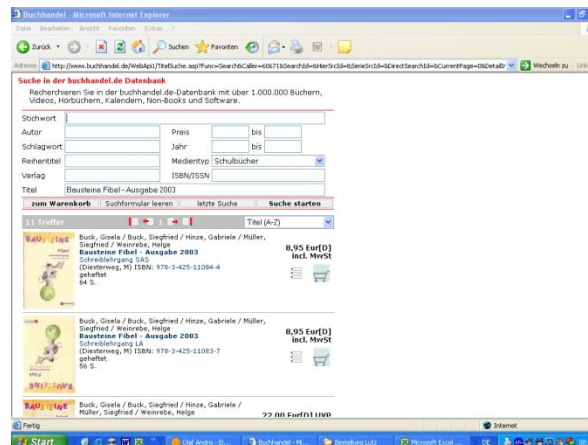 Buchhandel - Microsoft Internet Explorer
Datei Bearbeiten Ansicht Favoriten Extras ?
Zurück Suchen Favoriten
Adresse Wechseln zu
Suche in der buchhandel.de Datenbank
Recherchieren Sie in der buchhandel.de-Datenbank mit über 1.000.000 Büchern,
Videos, Hörbüchern, Kalendern, Non-Books und Software.
Stichwort
Autor Preis bis
Schlagwort Jahr bis
Reihentitel Medientyp Schulbücher
Verlag ISBN/ISSN
Titel Bausteine Fibel - Ausgabe 2003
zum Warenkorb Suchformular leeren letzte Suche Suche starten
11 Treffer 1 Titel (A-Z)
BAUSTEINE
Fibel
Buck, Gisela / Buck, Siegfried / Hinze, Gabriele / Müller,
Siegfried / Weinrebe, Helge
Bausteine Fibel - Ausgabe 2003
Schreiblehrgang SAS
(Diesterweg, M) ISBN: 978-3-425-11084-4
geheftet
64 S.
8,95 Eur[D]
incl. MwSt
Buck, Gisela / Buck, Siegfried / Hinze, Gabriele / Müller,
Siegfried / Weinrebe, Helge
Bausteine Fibel - Ausgabe 2003
Schreiblehrgang LA
(Diesterweg, M) ISBN: 978-3-425-11083-7
geheftet
56 S.
8,95 Eur[D]
incl. MwSt
BAUSTEINE
BAUSTEINE
Buck, Gisela / Buck, Siegfried / Hinze, Gabriele /
Müller, Siegfried / Weinrebe, Helge
22,00 Eur[D] UVP
Fertig Internet
Start Buchhandel - Mi... Bestellung Lutz Microsoft Excel DE